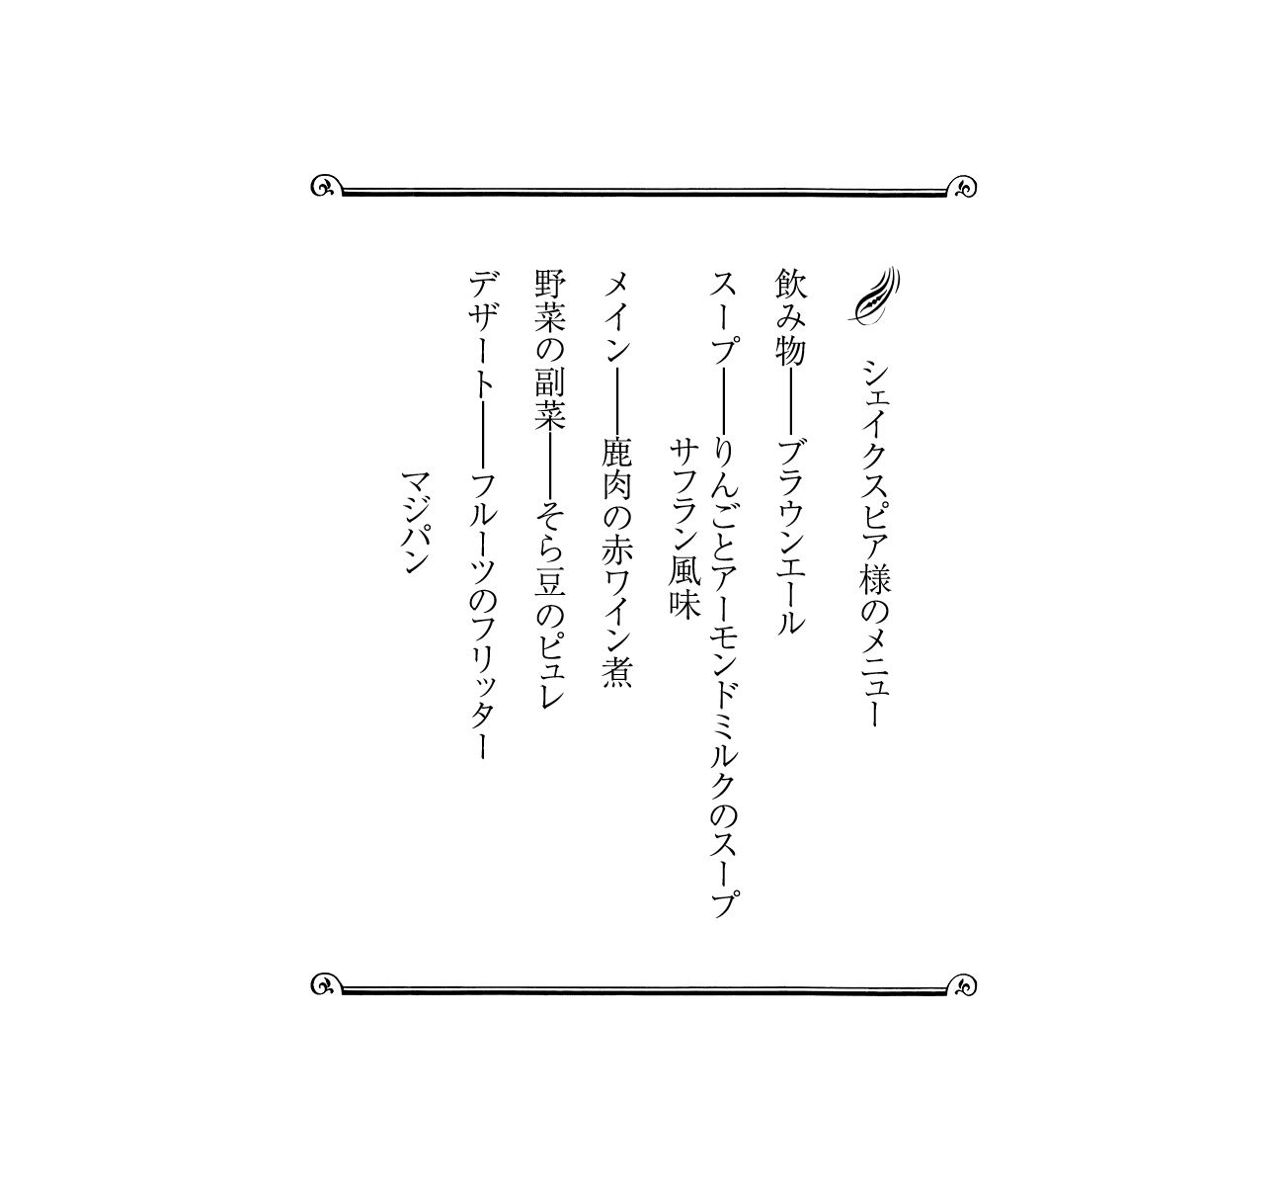 シェイクスピア様のメニュー
飲み物――ブラウンエール
スープ――りんごとアーモンドミルクのスープ
サフラン風味
メイン――鹿肉の赤ワイン煮
野菜の副菜――そら豆のピュレ
デザート――フルーツのフリッター
マジパン